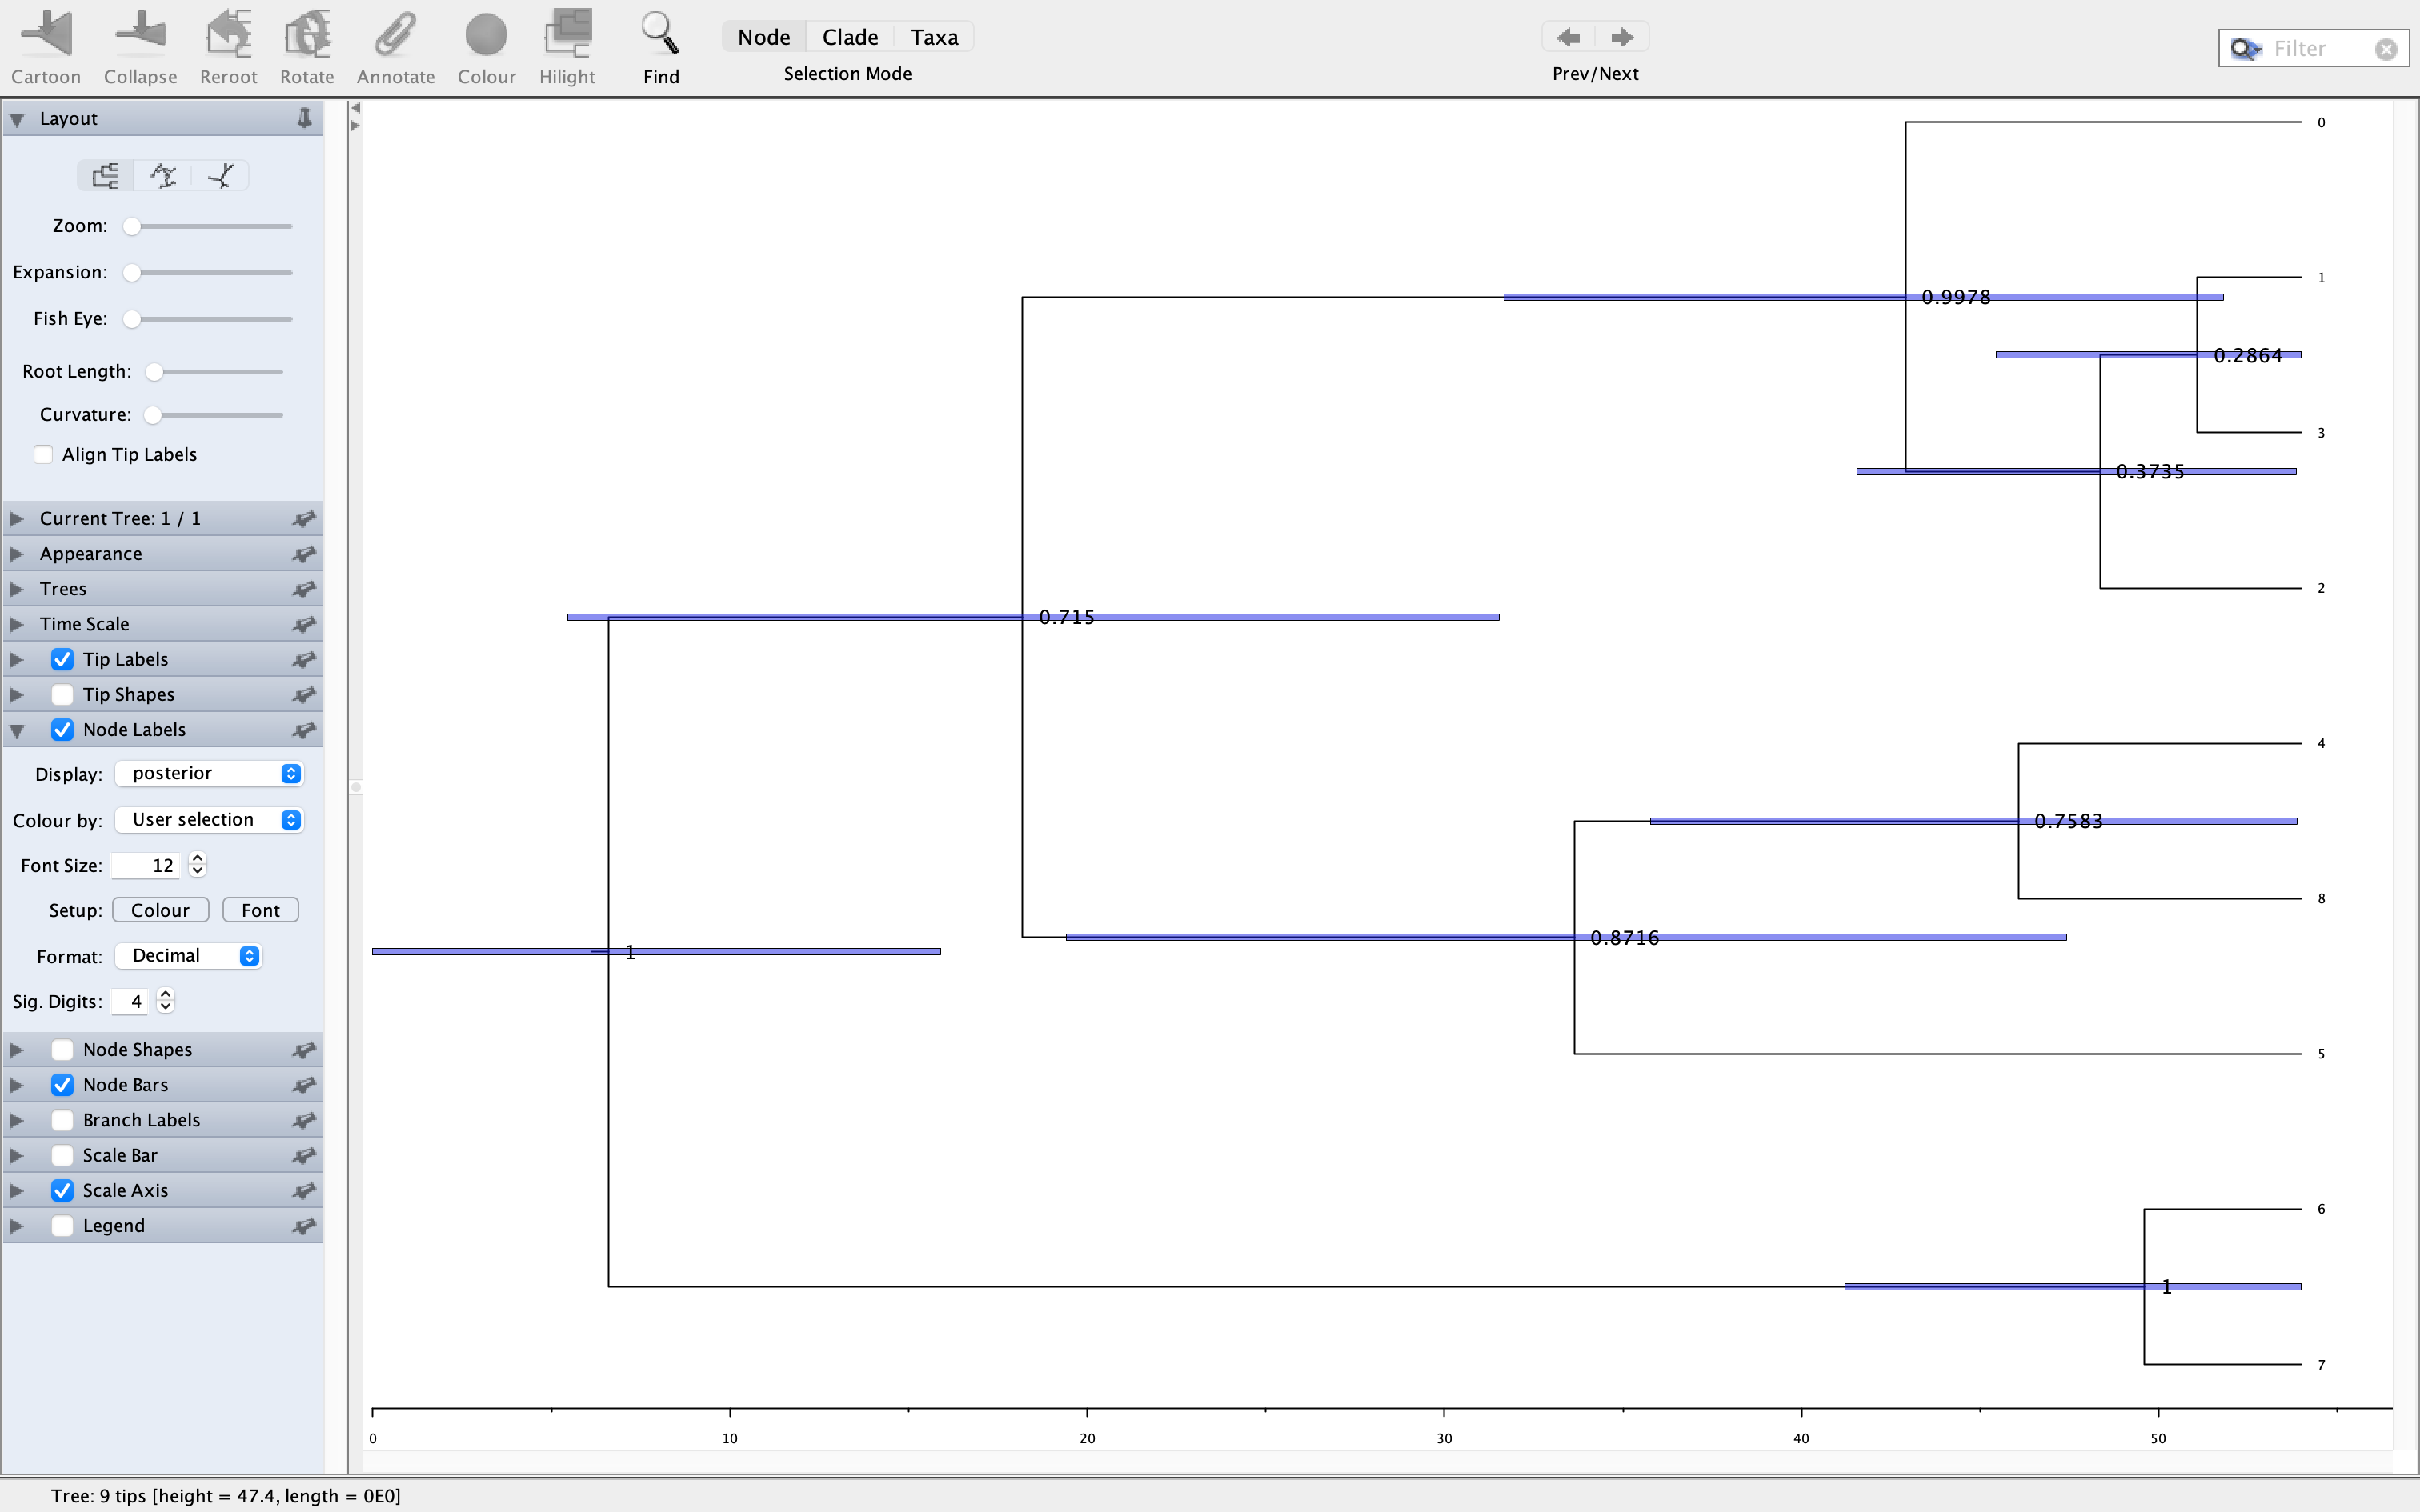 Cartoon Collapse Reroot Rotate Annotate Colour Hilight Find
Node Clade Taxa
Selection Mode
Prev/Next
Filter
Layout
Zoom:
Expansion:
Fish Eye:
Root Length:
Curvature:
Align Tip Labels
Current Tree: 1 / 1
Appearance
Trees
Time Scale
Tip Labels
Tip Shapes
Node Labels
Display: posterior
Colour by: User selection
Font Size: 12
Setup: Colour Font
Format: Decimal
Sig. Digits: 4
Node Shapes
Node Bars
Branch Labels
Scale Bar
Scale Axis
Legend
0
1
0.9978
0.2864
3
0.3735
2
0.715
4
0.7583
8
0.8716
1
5
6
1
7
0 10 20 30 40 50
Tree: 9 tips [height = 47.4, length = 0E0]